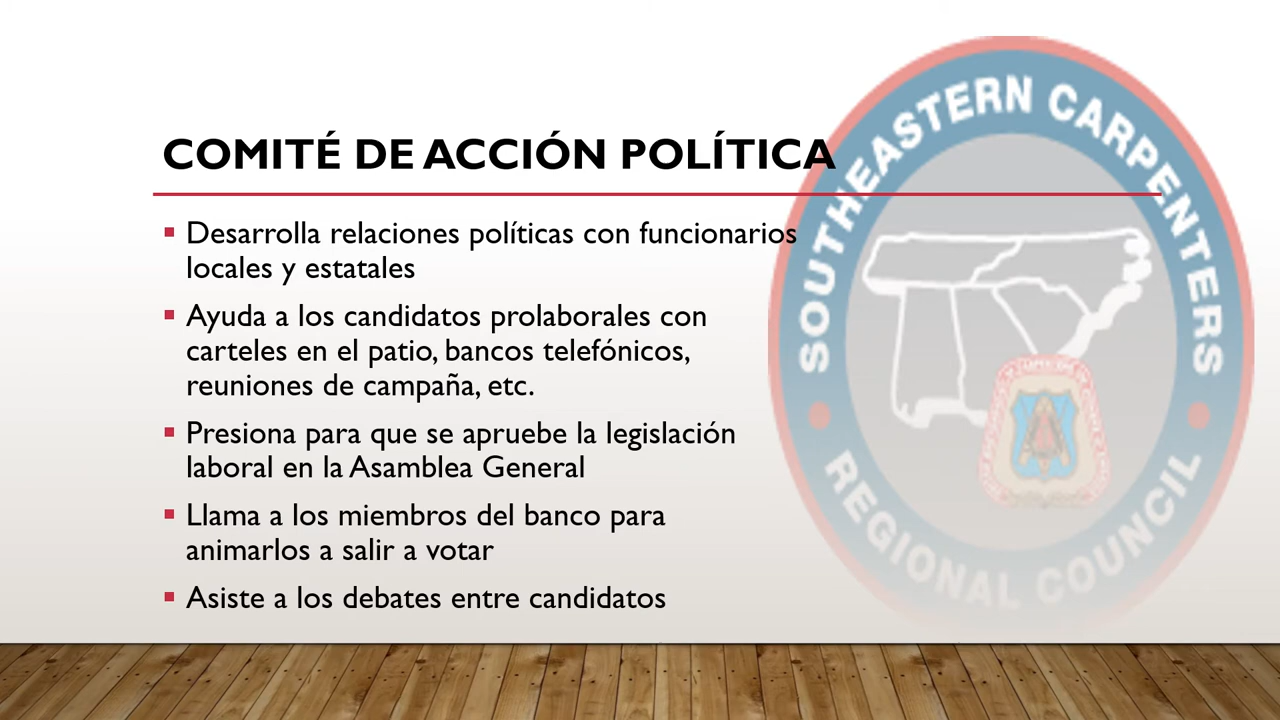 COMITÉ DE ACCIÓN POLÍTICA
▪ Desarrolla relaciones políticas con funcionarios
locales y estatales
▪ Ayuda a los candidatos prolaborales con
carteles en el patio, bancos telefónicos,
reuniones de campaña, etc.
▪ Presiona para que se apruebe la legislación
laboral en la Asamblea General
▪ Llama a los miembros del banco para
animarlos a salir a votar
▪ Asiste a los debates entre candidatos
SOUTHEASTERN CARPENTERS
REGIONAL COUNCIL